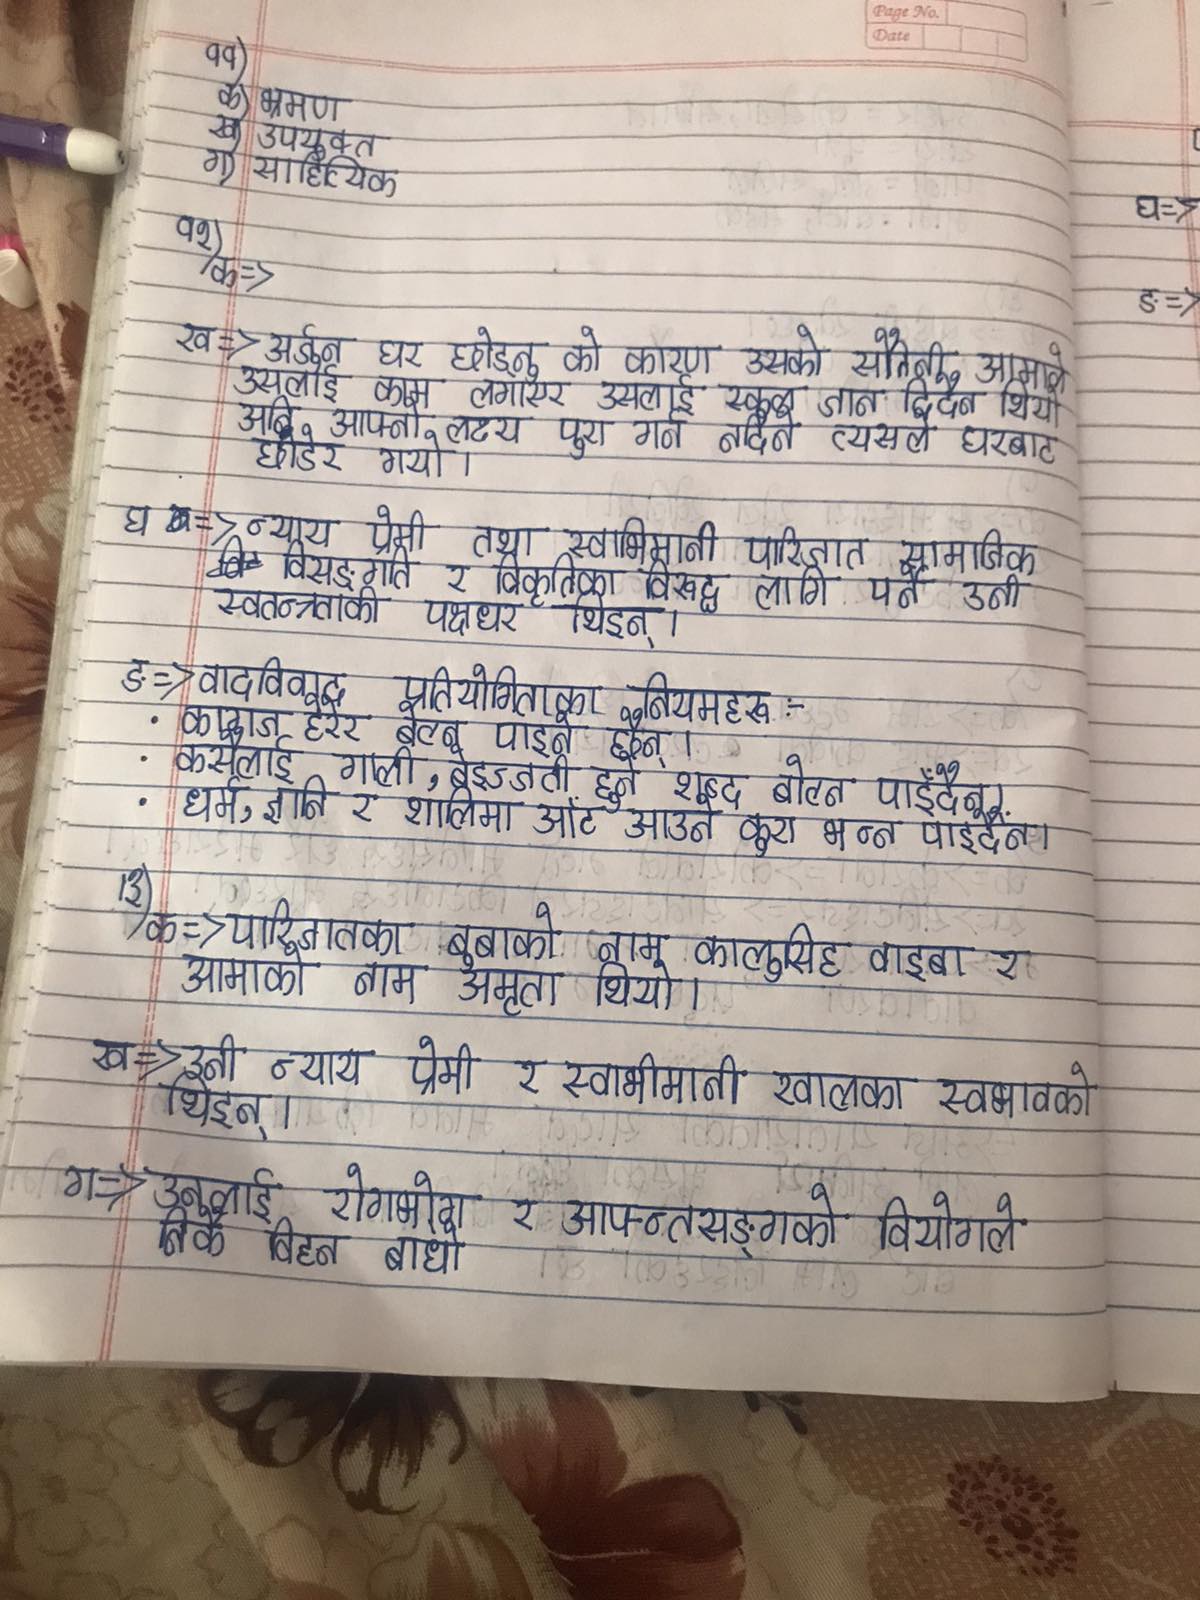 Page No.
Date
११)
क) भ्रमण
ख) उपयुक्त
ग) साहित्यिक
१२)
क=>
ख=> अर्जुन घर छोड्नु को कारण उसको सौतिनी आमाले
उसलाई काम लगाएर उसलाई स्कुल जान दिँदैन थियो
अनि आफ्नो लक्ष्य पुरा गर्न नदिने त्यसले घरबाट
छोडेर गयो।
घ => न्याय प्रेमी तथा स्वाभिमानी पारिजात सामाजिक
विसङ्गति र विकृतिका विरुद्ध लागि पर्ने उनी
स्वतन्त्रताकी पक्षधर थिइन्।
ङ=> वादविवाद प्रतियोगिताका नियमहरू :-
· कागज हेरेर बोल्नु पाइने छैन्।
· कसैलाई गाली, बेइज्जती हुने शब्द बोल्न पाइँदैन
· धर्म, र शालिमा आँट आउने कुरा भन्न पाईदैन।
१३)
क=> पारिजातका बुबाको नाम कालुसिह वाइबा र
आमाको नाम अमृता थियो।
ख=> उनी न्याय प्रेमी र स्वाभीमानी खालका स्वभावको
थिइन्।
ग=> उनलाई रोगभोक र आफन्तसङ्गको वियोगले
निकै विहन बाधो
घ=>
ङ=>